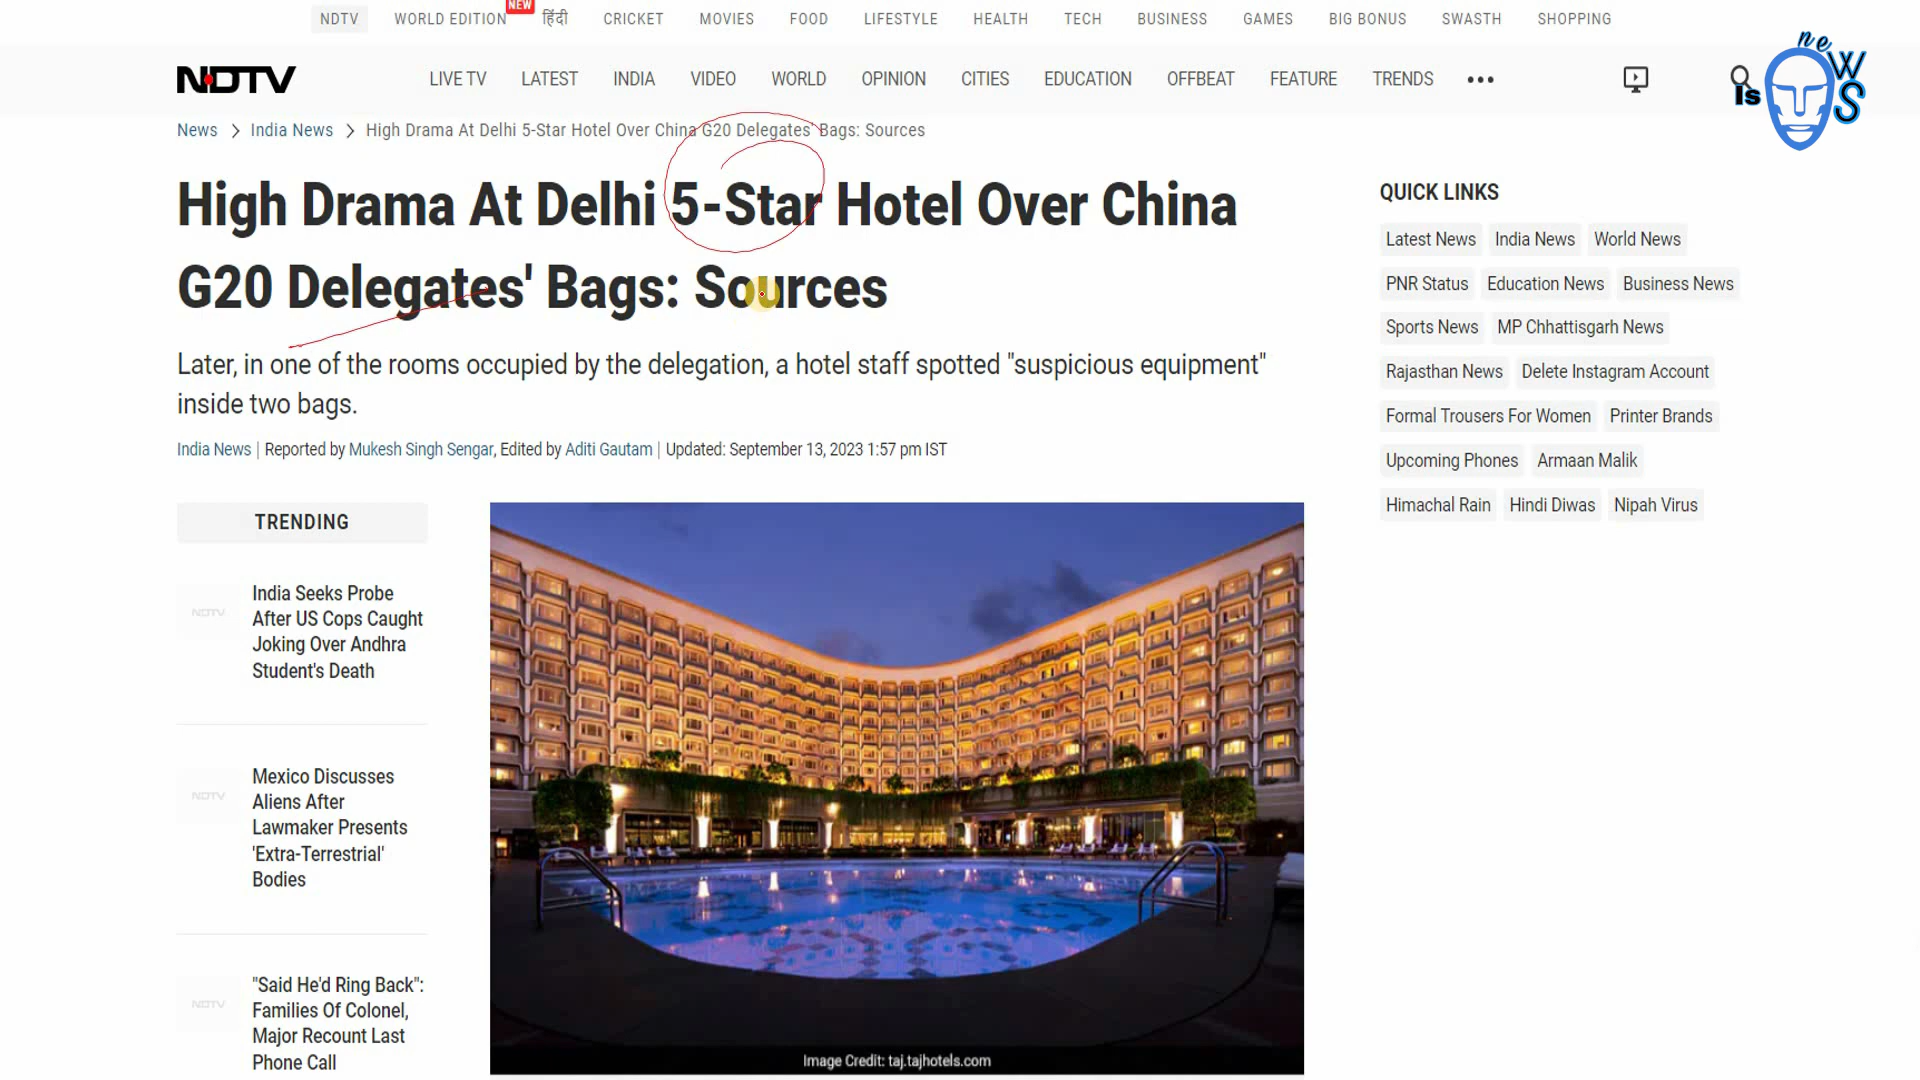 NDTV WORLD EDITION NEW हिंदी CRICKET MOVIES FOOD LIFESTYLE HEALTH TECH BUSINESS GAMES BIG BONUS SWASTH SHOPPING
NDTV LIVE TV LATEST INDIA VIDEO WORLD OPINION CITIES EDUCATION OFFBEAT FEATURE TRENDS
Is neWS
News > India News > High Drama At Delhi 5-Star Hotel Over China G20 Delegates' Bags: Sources
High Drama At Delhi 5-Star Hotel Over China
G20 Delegates' Bags: Sources
Later, in one of the rooms occupied by the delegation, a hotel staff spotted "suspicious equipment"
inside two bags.
India News | Reported by Mukesh Singh Sengar, Edited by Aditi Gautam | Updated: September 13, 2023 1:57 pm IST
TRENDING
NDTV
India Seeks Probe
After US Cops Caught
Joking Over Andhra
Student's Death
NDTV
Mexico Discusses
Aliens After
Lawmaker Presents
'Extra-Terrestrial'
Bodies
NDTV
"Said He'd Ring Back":
Families Of Colonel,
Major Recount Last
Phone Call
Image Credit: taj.tajhotels.com
QUICK LINKS
Latest News India News World News
PNR Status Education News Business News
Sports News MP Chhattisgarh News
Rajasthan News Delete Instagram Account
Formal Trousers For Women Printer Brands
Upcoming Phones Armaan Malik
Himachal Rain Hindi Diwas Nipah Virus